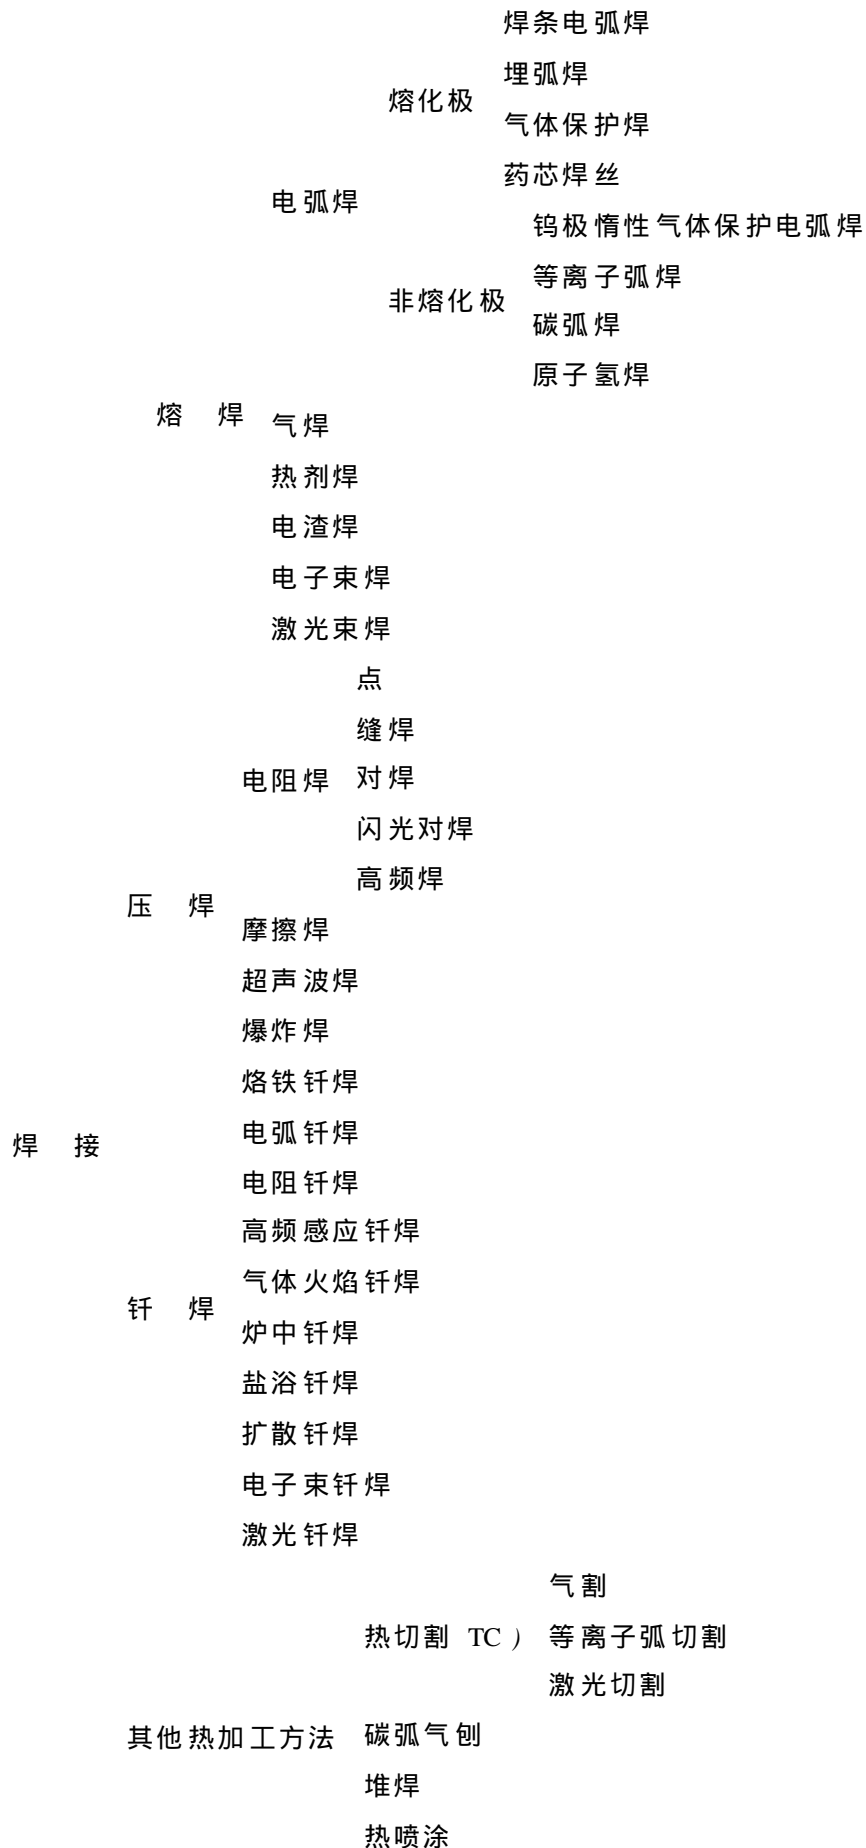 焊条电弧焊
埋弧焊
熔化极
气体保护焊
药芯焊丝
电弧焊
钨极惰性气体保护电弧焊
等离子弧焊
非熔化极
碳弧焊
原子氢焊
熔 焊
气焊
热剂焊
电渣焊
电子束焊
激光束焊
点
缝焊
电阻焊 对焊
闪光对焊
高频焊
压 焊
摩擦焊
超声波焊
爆炸焊
烙铁钎焊
电弧钎焊
焊 接
电阻钎焊
高频感应钎焊
气体火焰钎焊
钎 焊
炉中钎焊
盐浴钎焊
扩散钎焊
电子束钎焊
激光钎焊
气割
热切割 TC ) 等离子弧切割
激光切割
其他热加工方法 碳弧气刨
堆焊
热喷涂